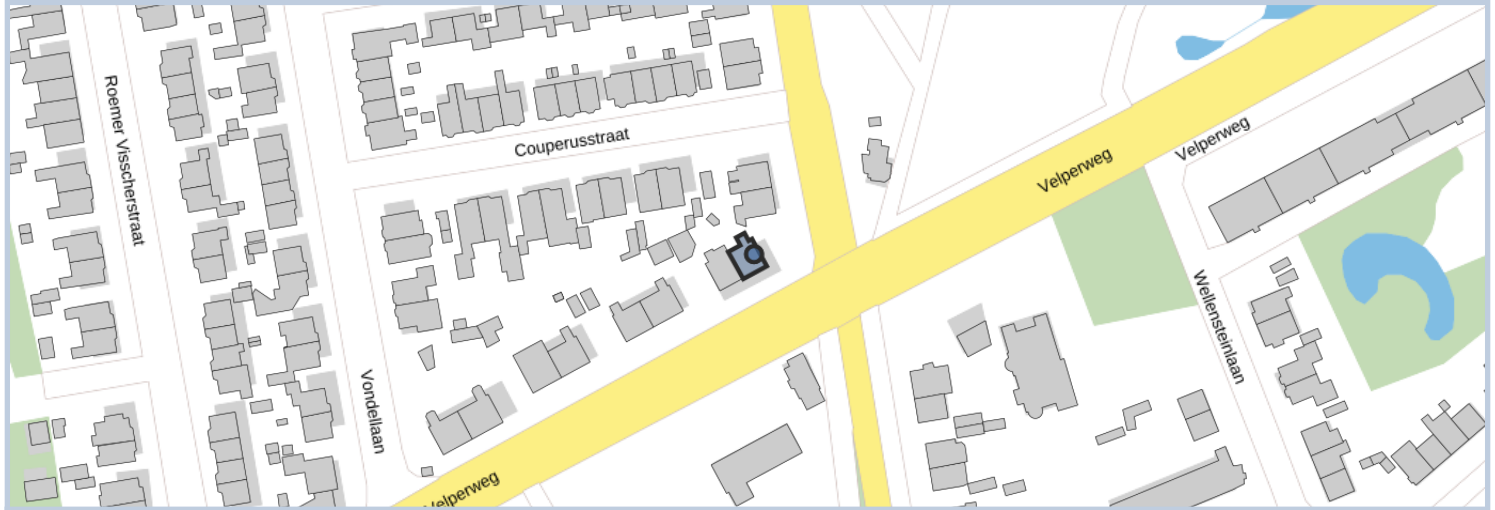 Roemer Visscherstraat
Couperusstraat
Velperweg
Velperweg
Wellensteinlaan
Vondellaan
Velperweg